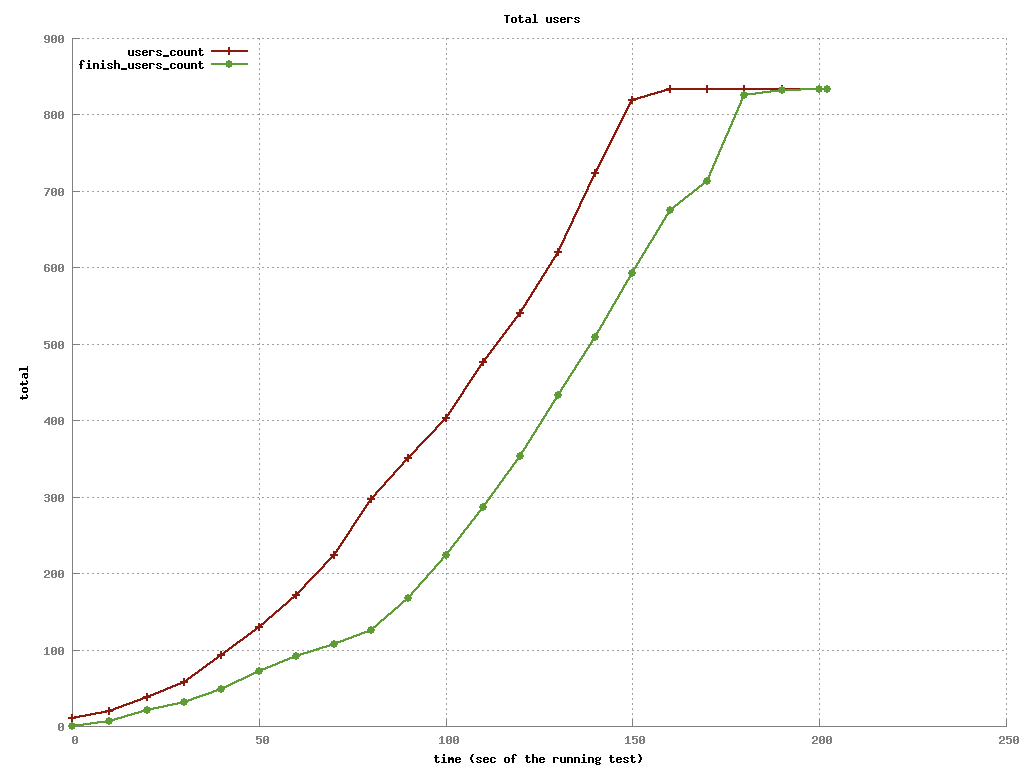 Total users
900
users_count
finish_users_count
800
700
600
500
total
400
300
200
100
0
0 50 100 150 200 250
time (sec of the running test)